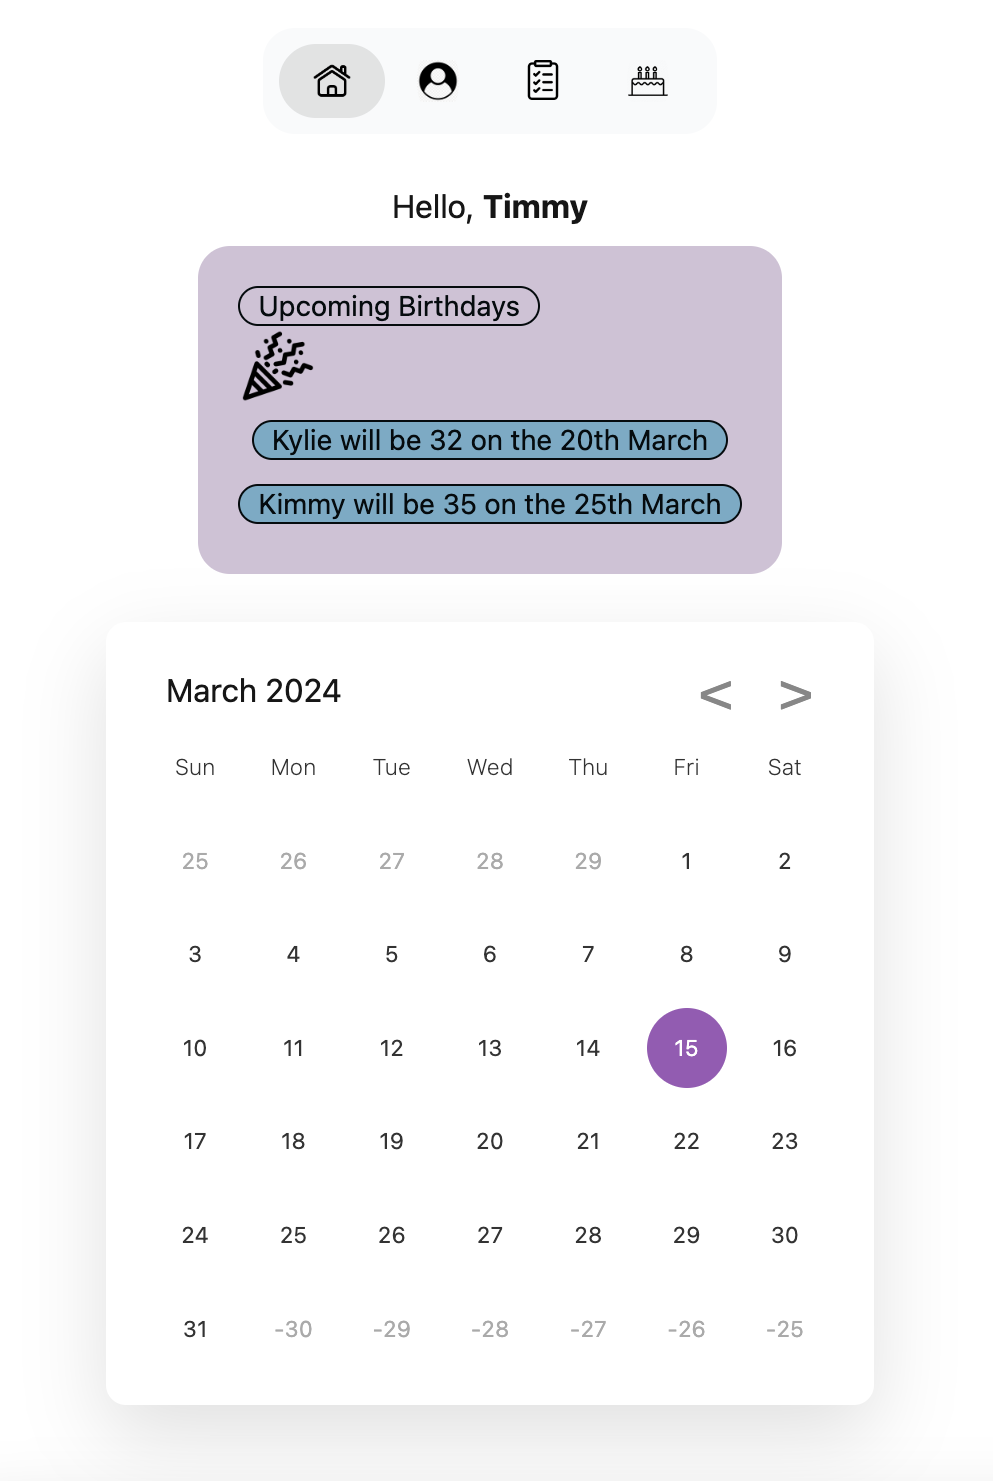 Hello, Timmy
Upcoming Birthdays
Kylie will be 32 on the 20th March
Kimmy will be 35 on the 25th March
March 2024 < >
Sun Mon Tue Wed Thu Fri Sat
25 26 27 28 29 1 2
3 4 5 6 7 8 9
10 11 12 13 14 15 16
17 18 19 20 21 22 23
24 25 26 27 28 29 30
31 -30 -29 -28 -27 -26 -25